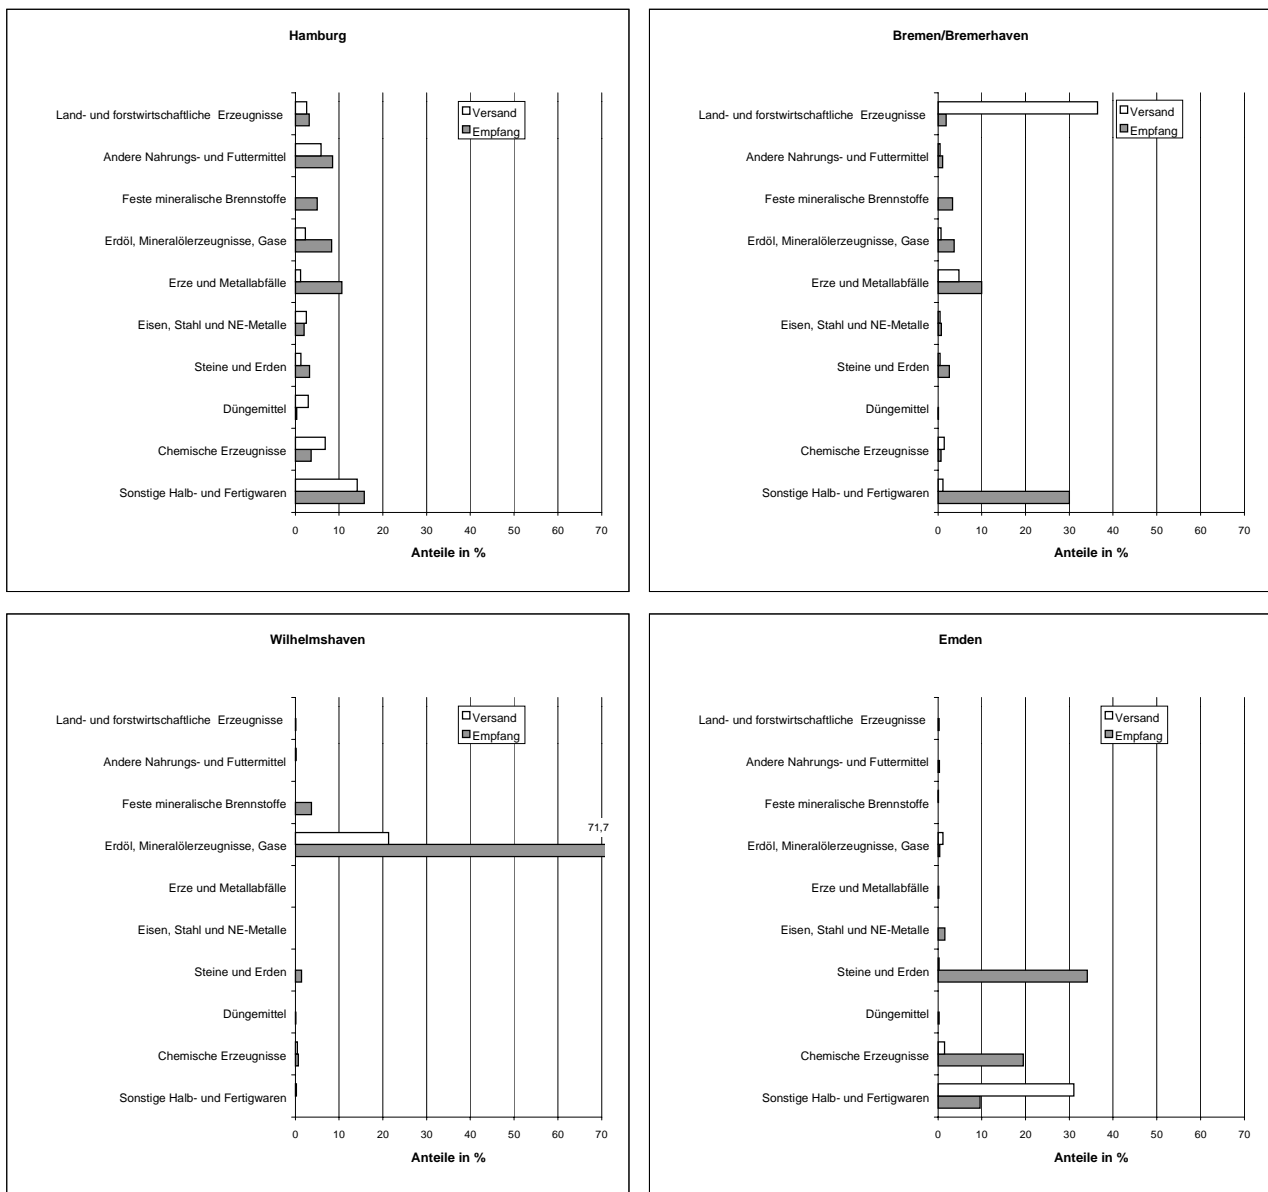 Hamburg
Land- und forstwirtschaftliche Erzeugnisse
Andere Nahrungs- und Futtermittel
Feste mineralische Brennstoffe
Erdöl, Mineralölerzeugnisse, Gase
Erze und Metallabfälle
Eisen, Stahl und NE-Metalle
Steine und Erden
Düngemittel
Chemische Erzeugnisse
Sonstige Halb- und Fertigwaren
Versand
Empfang
0 10 20 30 40 50 60 70
Anteile in %
Bremen/Bremerhaven
Land- und forstwirtschaftliche Erzeugnisse
Andere Nahrungs- und Futtermittel
Feste mineralische Brennstoffe
Erdöl, Mineralölerzeugnisse, Gase
Erze und Metallabfälle
Eisen, Stahl und NE-Metalle
Steine und Erden
Düngemittel
Chemische Erzeugnisse
Sonstige Halb- und Fertigwaren
Versand
Empfang
0 10 20 30 40 50 60 70
Anteile in %
Wilhelmshaven
Land- und forstwirtschaftliche Erzeugnisse
Andere Nahrungs- und Futtermittel
Feste mineralische Brennstoffe
Erdöl, Mineralölerzeugnisse, Gase
Erze und Metallabfälle
Eisen, Stahl und NE-Metalle
Steine und Erden
Düngemittel
Chemische Erzeugnisse
Sonstige Halb- und Fertigwaren
Versand
Empfang
71,7
0 10 20 30 40 50 60 70
Anteile in %
Emden
Land- und forstwirtschaftliche Erzeugnisse
Andere Nahrungs- und Futtermittel
Feste mineralische Brennstoffe
Erdöl, Mineralölerzeugnisse, Gase
Erze und Metallabfälle
Eisen, Stahl und NE-Metalle
Steine und Erden
Düngemittel
Chemische Erzeugnisse
Sonstige Halb- und Fertigwaren
Versand
Empfang
0 10 20 30 40 50 60 70
Anteile in %